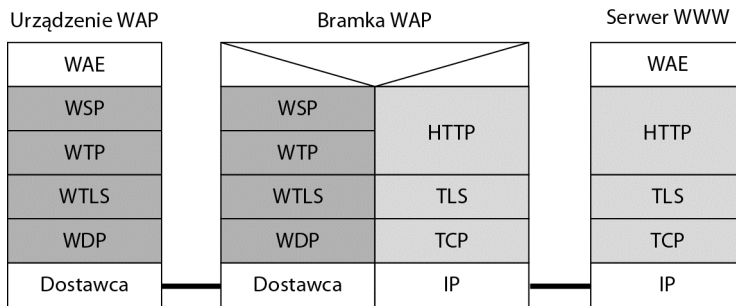 Urządzenie WAP
Bramka WAP
Serwer WWW
WAE
WAE
WSP
WSP
HTTP
HTTP
WTP
WTP
WTLS
WTLS
TLS
TLS
WDP
WDP
TCP
TCP
Dostawca
Dostawca
IP
IP